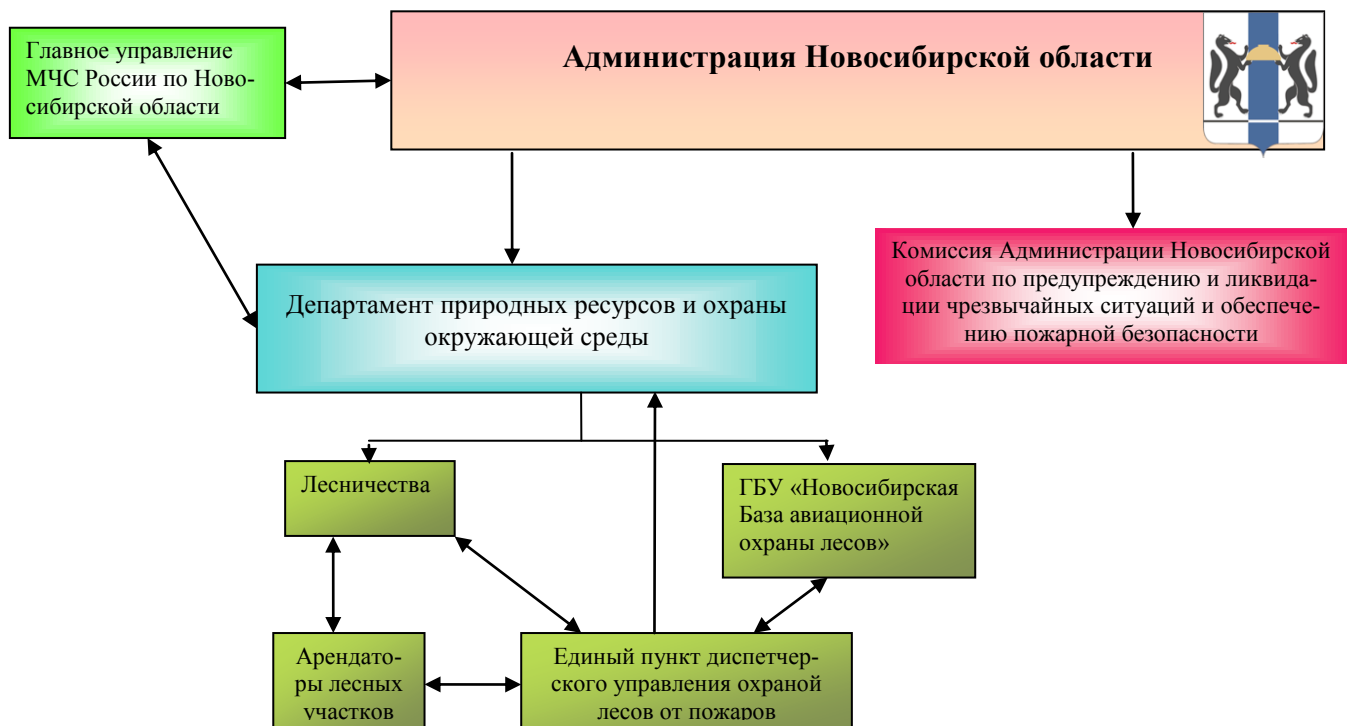 Главное управление
МЧС России по Ново-
сибирской области
Администрация Новосибирской области
Комиссия Администрации Новосибирской
области по предупреждению и ликвида-
ции чрезвычайных ситуаций и обеспече-
нию пожарной безопасности
Департамент природных ресурсов и охраны
окружающей среды
Лесничества
ГБУ «Новосибирская
База авиационной
охраны лесов»
Арендато-
ры лесных
участков
Единый пункт диспетчер-
ского управления охраной
лесов от пожаров